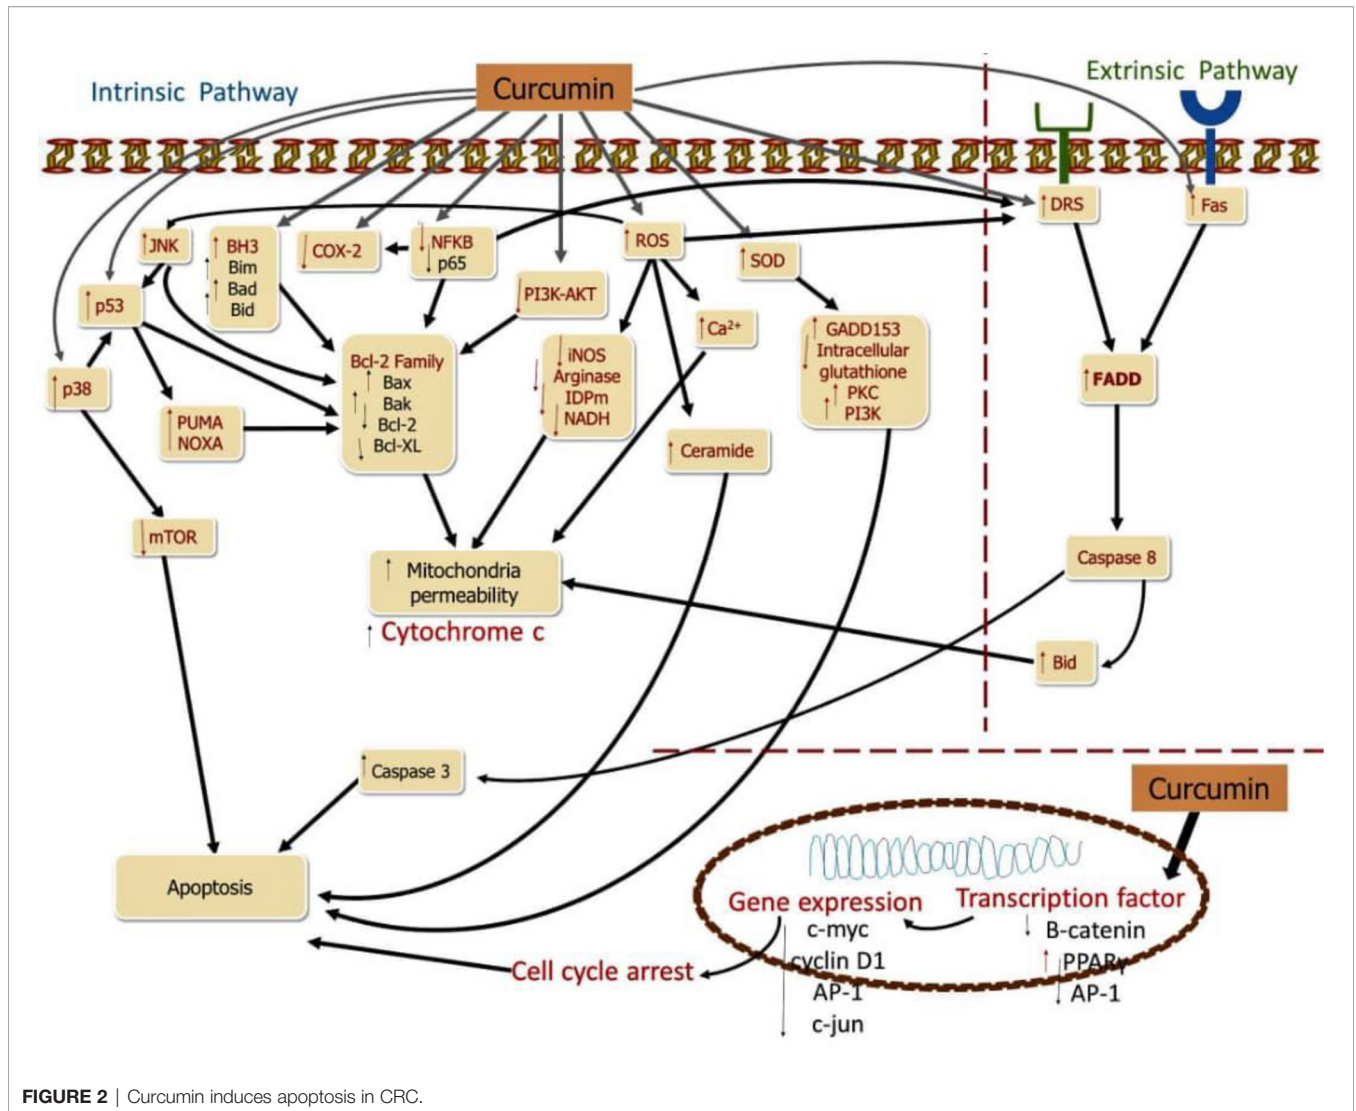 Intrinsic Pathway
Curcumin
Extrinsic Pathway
↑DRS
↑Fas
↑JNK
↑BH3
↑Bim
↑Bad
↑Bid
↓COX-2
↓NFKB
↓p65
↑ROS
↑SOD
↑p53
↓PI3K-AKT
↑Ca²⁺
↑GADD153
↓Intracellular
glutathione
↑PKC
↑PI3K
↑p38
↑PUMA
NOXA
Bcl-2 Family
↑Bax
↑Bak
↓Bcl-2
↓Bcl-XL
↓iNOS
↓Arginase
↓IDPm
↓NADH
↑FADD
↑Ceramide
↓mTOR
↑Mitochondria
permeability
↑Cytochrome c
Caspase 8
↑Bid
↑Caspase 3
Apoptosis
Cell cycle arrest
Curcumin
Gene expression
c-myc
cyclin D1
AP-1
c-jun
Transcription factor
↓B-catenin
↑PPARγ
↓AP-1
FIGURE 2 | Curcumin induces apoptosis in CRC.